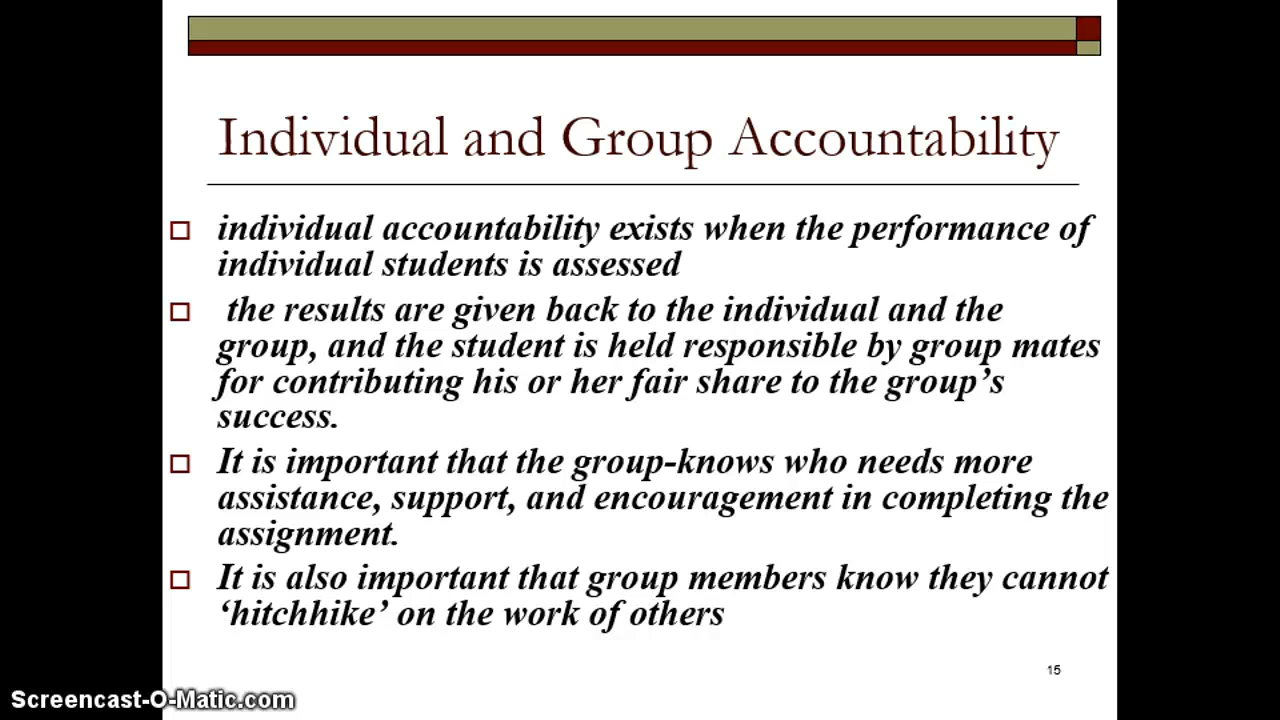 Individual and Group Accountability
individual accountability exists when the performance of
individual students is assessed
the results are given back to the individual and the
group, and the student is held responsible by group mates
for contributing his or her fair share to the group’s
success.
It is important that the group-knows who needs more
assistance, support, and encouragement in completing the
assignment.
It is also important that group members know they cannot
‘hitchhike’ on the work of others
15
Screencast-O-Matic.com